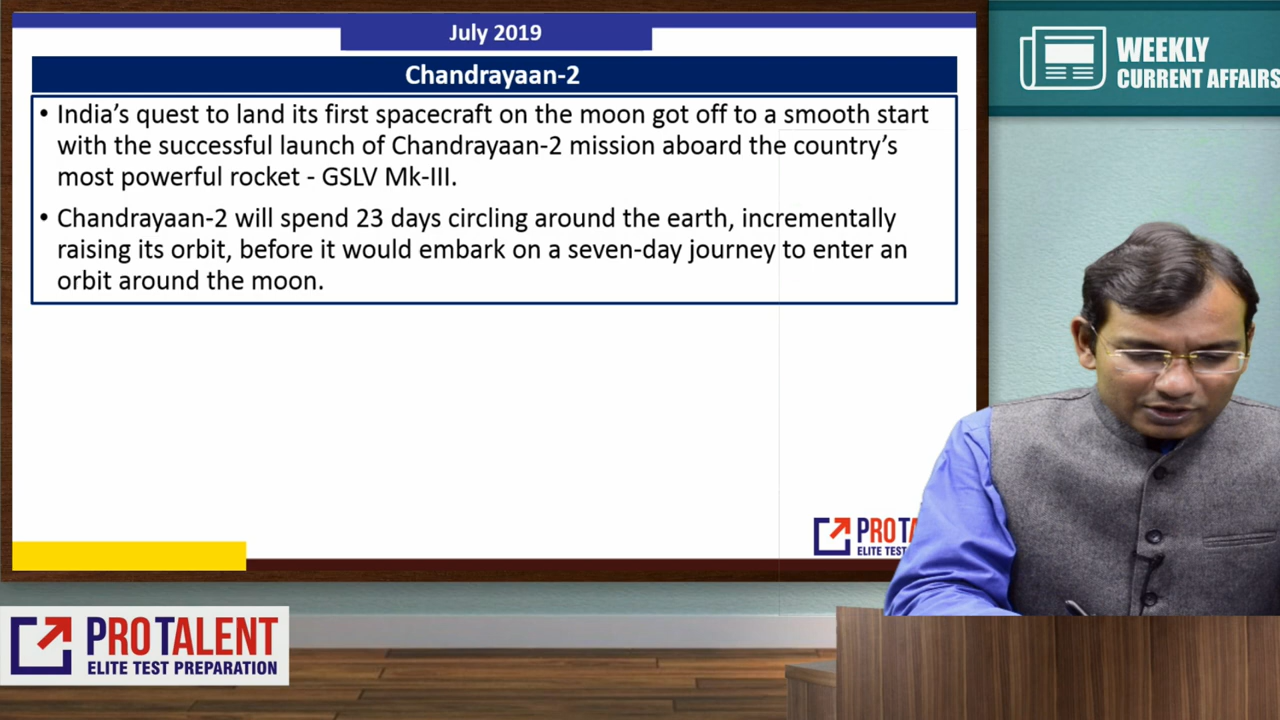 July 2019
Chandrayaan-2
• India’s quest to land its first spacecraft on the moon got off to a smooth start
with the successful launch of Chandrayaan-2 mission aboard the country’s
most powerful rocket - GSLV Mk-III.
• Chandrayaan-2 will spend 23 days circling around the earth, incrementally
raising its orbit, before it would embark on a seven-day journey to enter an
orbit around the moon.
WEEKLY
CURRENT AFFAIRS
PRO TALENT
ELITE TEST PREPARATION